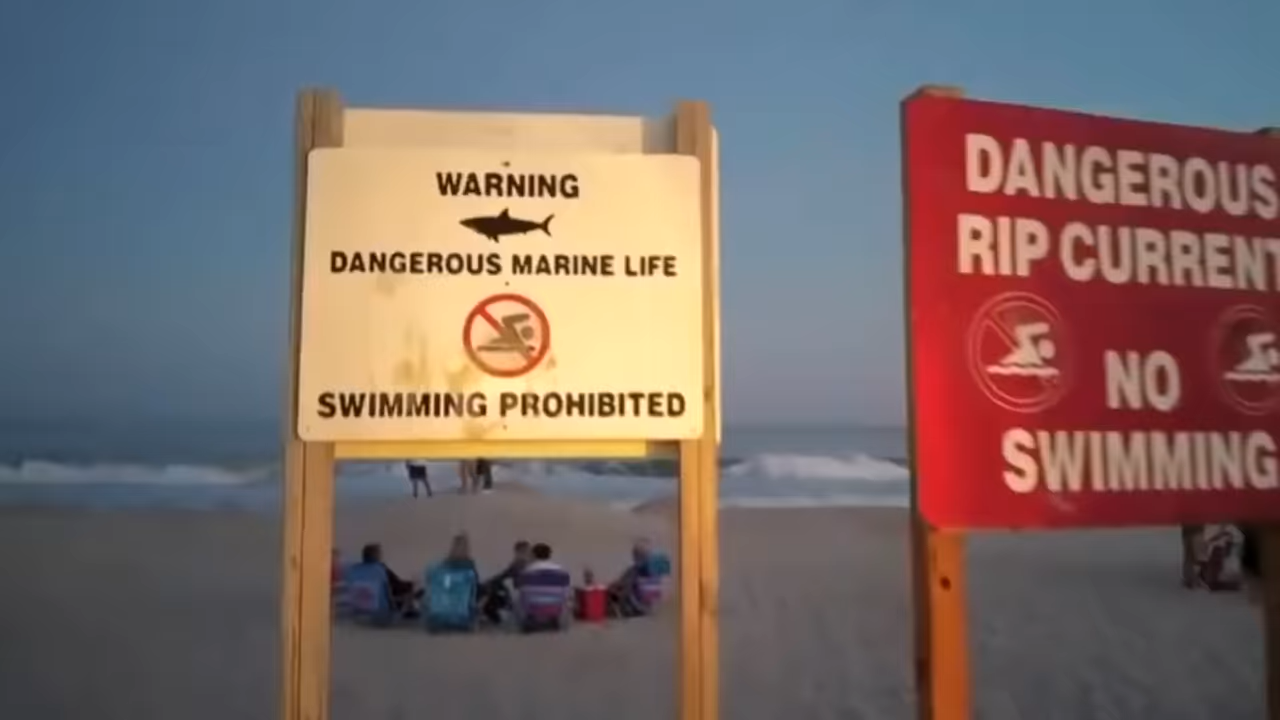 WARNING
DANGEROUS MARINE LIFE
SWIMMING PROHIBITED
DANGEROUS
RIP CURRENT
NO
SWIMMING